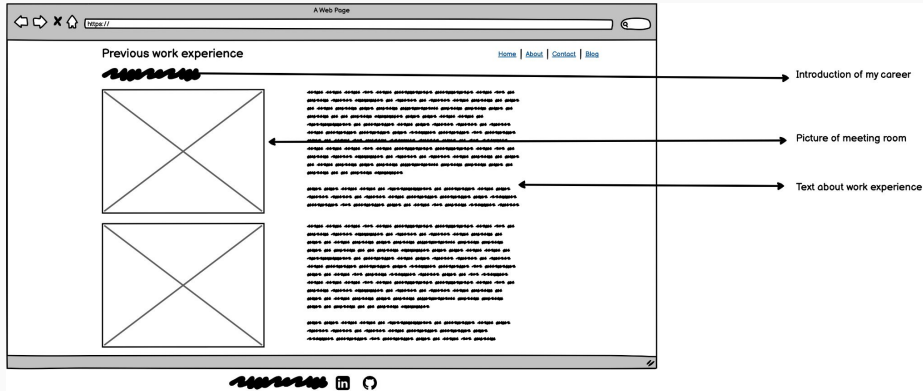 A Web Page
https://
Previous work experience
Home | About | Contact | Blog
Introduction of my career
Picture of meeting room
Text about work experience
in